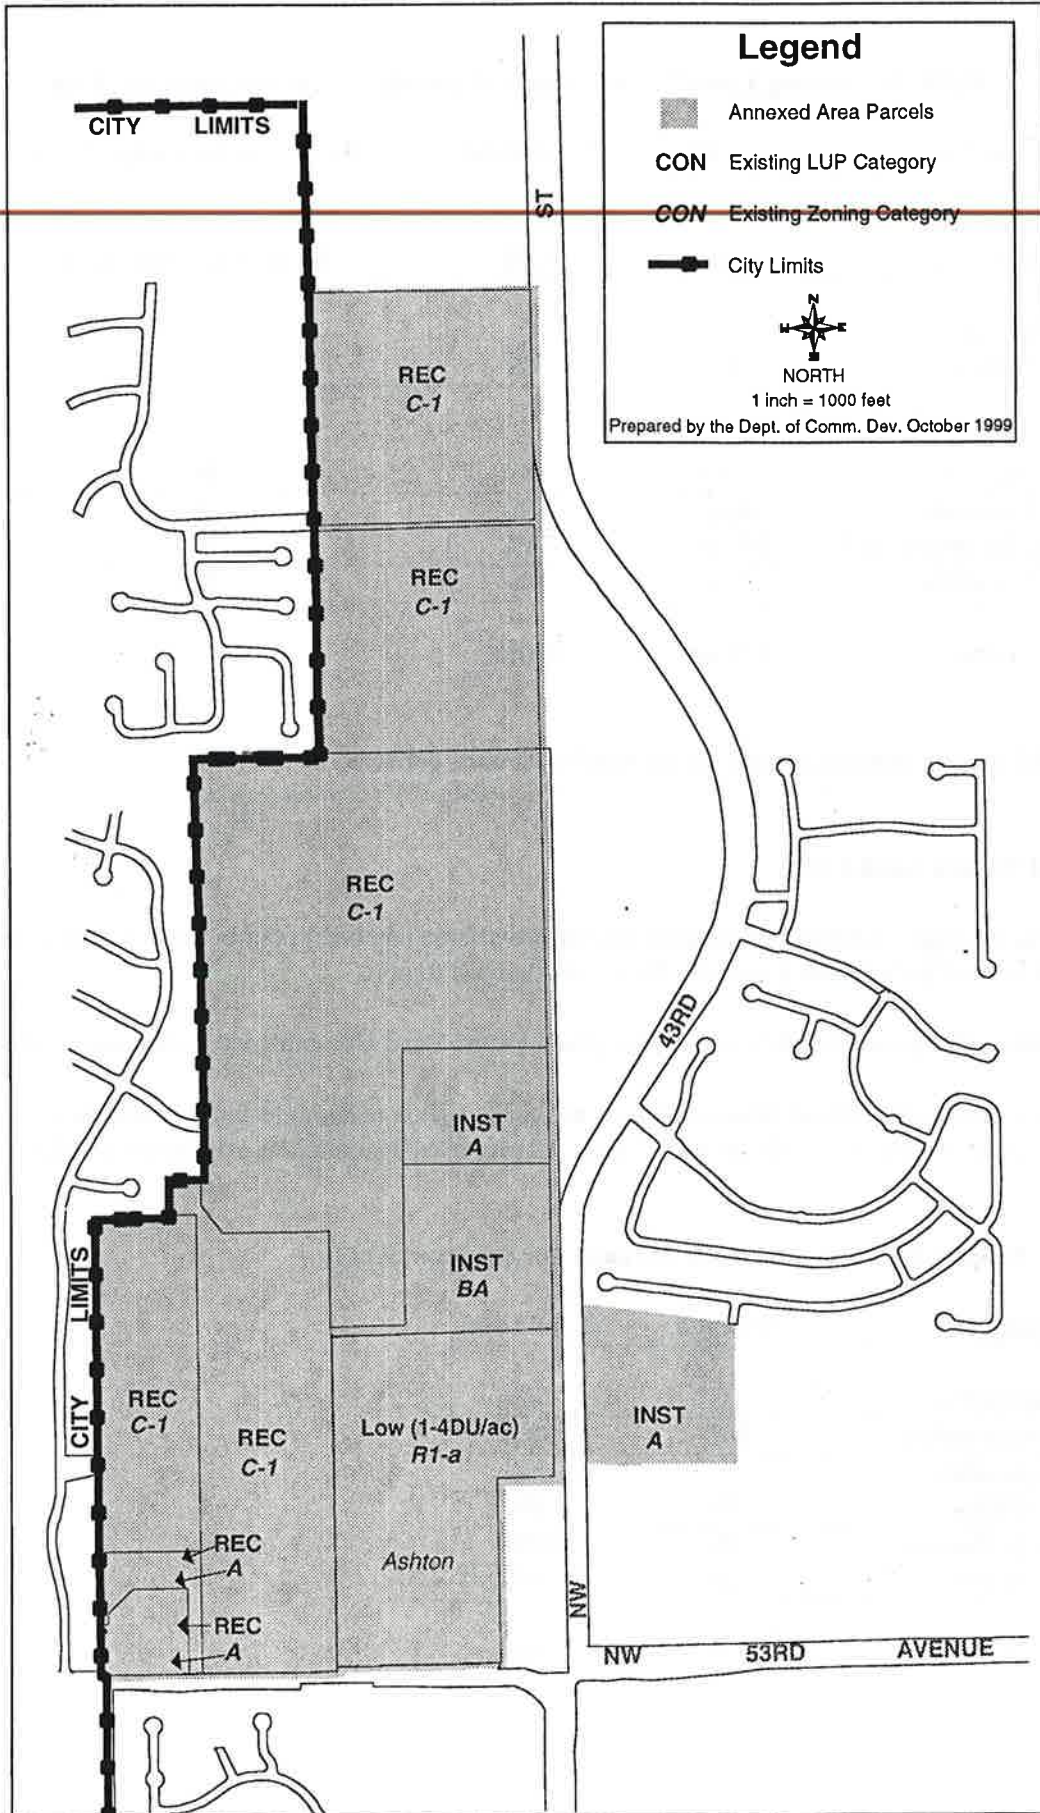 Legend
Annexed Area Parcels
CON Existing LUP Category
CON Existing Zoning Category
City Limits
N
W E
NORTH
1 inch = 1000 feet
Prepared by the Dept. of Comm. Dev. October 1999
CITY LIMITS
ST
REC
C-1
REC
C-1
REC
C-1
43RD
INST
A
INST
BA
CITY LIMITS
REC
C-1
REC
C-1
Low (1-4DU/ac)
R1-a
INST
A
REC
A
Ashton
REC
A
NW
NW 53RD AVENUE